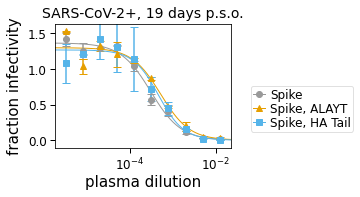 SARS-CoV-2+, 19 days p.s.o.
fraction infectivity
1.5
1.0
0.5
0.0
10⁻⁴
10⁻²
plasma dilution
Spike
Spike, ALAYT
Spike, HA Tail